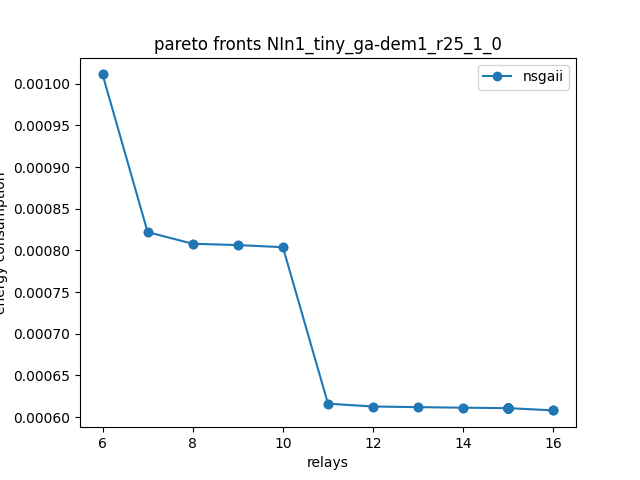 pareto fronts NIn1_tiny_ga-dem1_r25_1_0
nsgaii
0.00100
0.00095
0.00090
0.00085
0.00080
0.00075
0.00070
0.00065
0.00060
energy consumption
6 8 10 12 14 16
relays